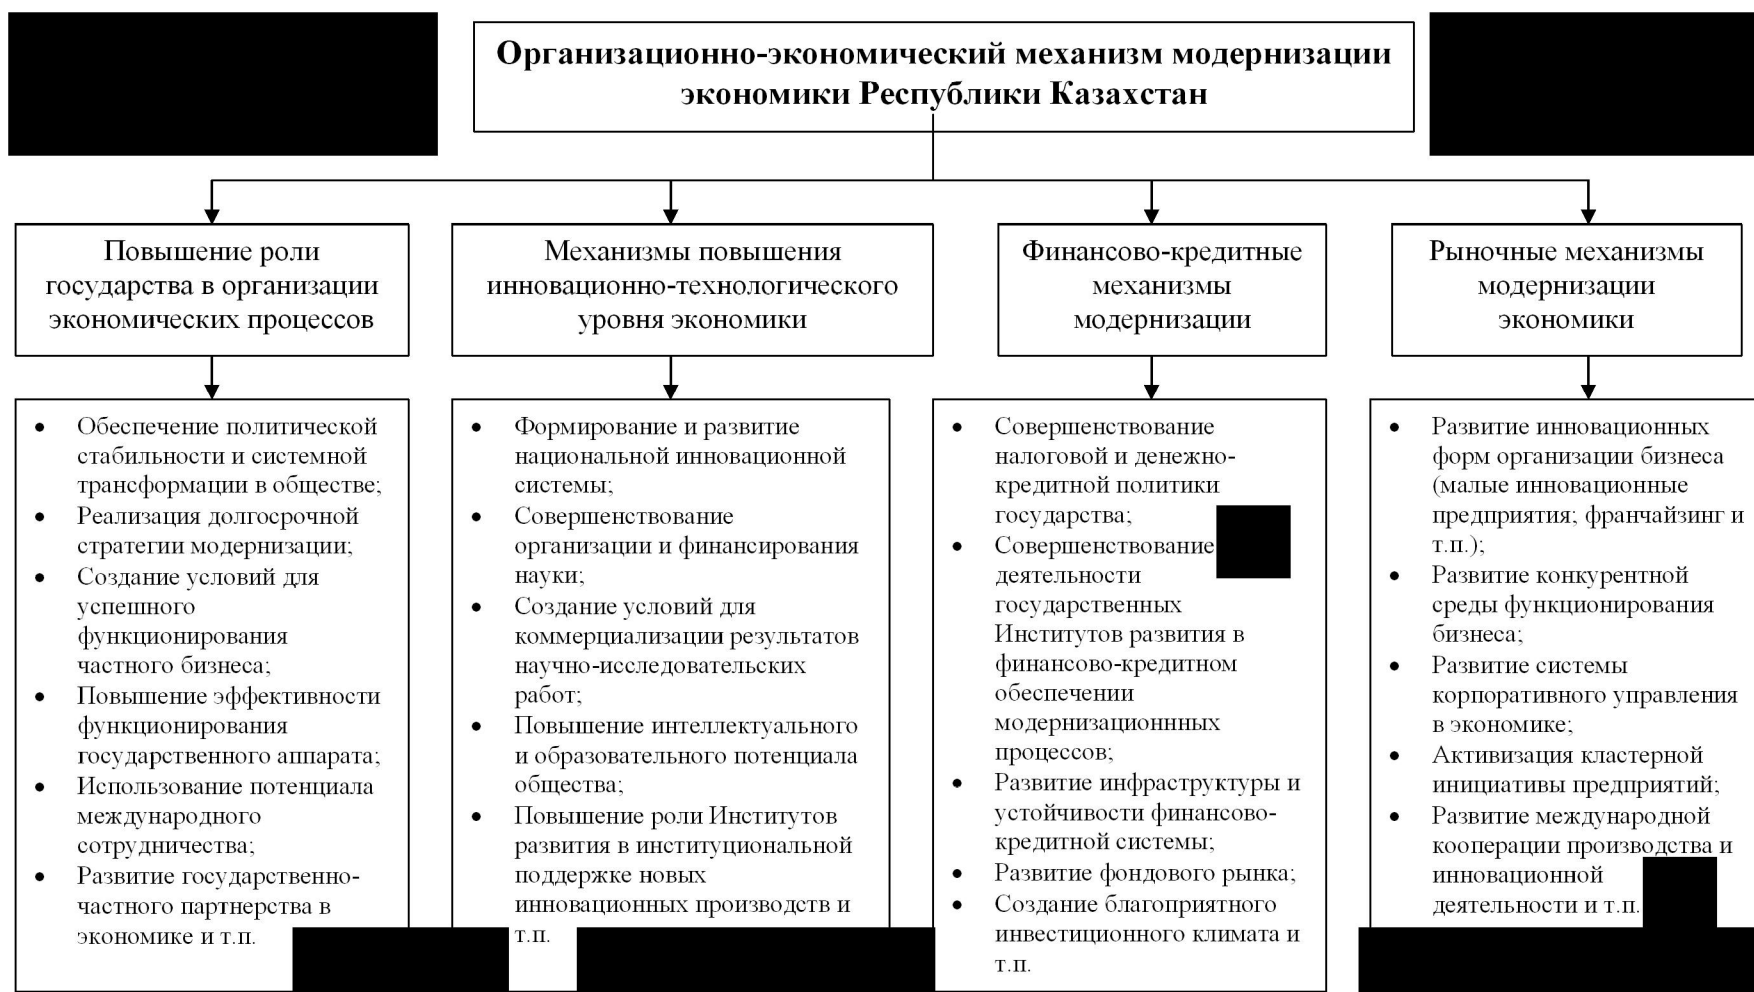 Организационно-экономический механизм модернизации
экономики Республики Казахстан
Повышение роли
государства в организации
экономических процессов
Механизмы повышения
инновационно-технологического
уровня экономики
Финансово-кредитные
механизмы
модернизации
Рыночные механизмы
модернизации
экономики
• Обеспечение политической
стабильности и системной
трансформации в обществе;
• Реализация долгосрочной
стратегии модернизации;
• Создание условий для
успешного
функционирования
частного бизнеса;
• Повышение эффективности
функционирования
государственного аппарата;
• Использование потенциала
международного
сотрудничества;
• Развитие государственно-
частного партнерства в
экономике и т.п.
• Формирование и развитие
национальной инновационной
системы;
• Совершенствование
организации и финансирования
науки;
• Создание условий для
коммерциализации результатов
научно-исследовательских
работ;
• Повышение интеллектуального
и образовательного потенциала
общества;
• Повышение роли Институтов
развития в институциональной
поддержке новых
инновационных производств и
т.п.
• Совершенствование
налоговой и денежно-
кредитной политики
государства;
• Совершенствование
деятельности
государственных
Институтов развития в
финансово-кредитном
обеспечении
модернизационнных
процессов;
• Развитие инфраструктуры и
устойчивости финансово-
кредитной системы;
• Развитие фондового рынка;
• Создание благоприятного
инвестиционного климата и
т.п.
• Развитие инновационных
форм организации бизнеса
(малые инновационные
предприятия; франчайзинг и
т.п.);
• Развитие конкурентной
среды функционирования
бизнеса;
• Развитие системы
корпоративного управления
в экономике;
• Активизация кластерной
инициативы предприятий;
• Развитие международной
кооперации производства и
инновационной
деятельности и т.п.